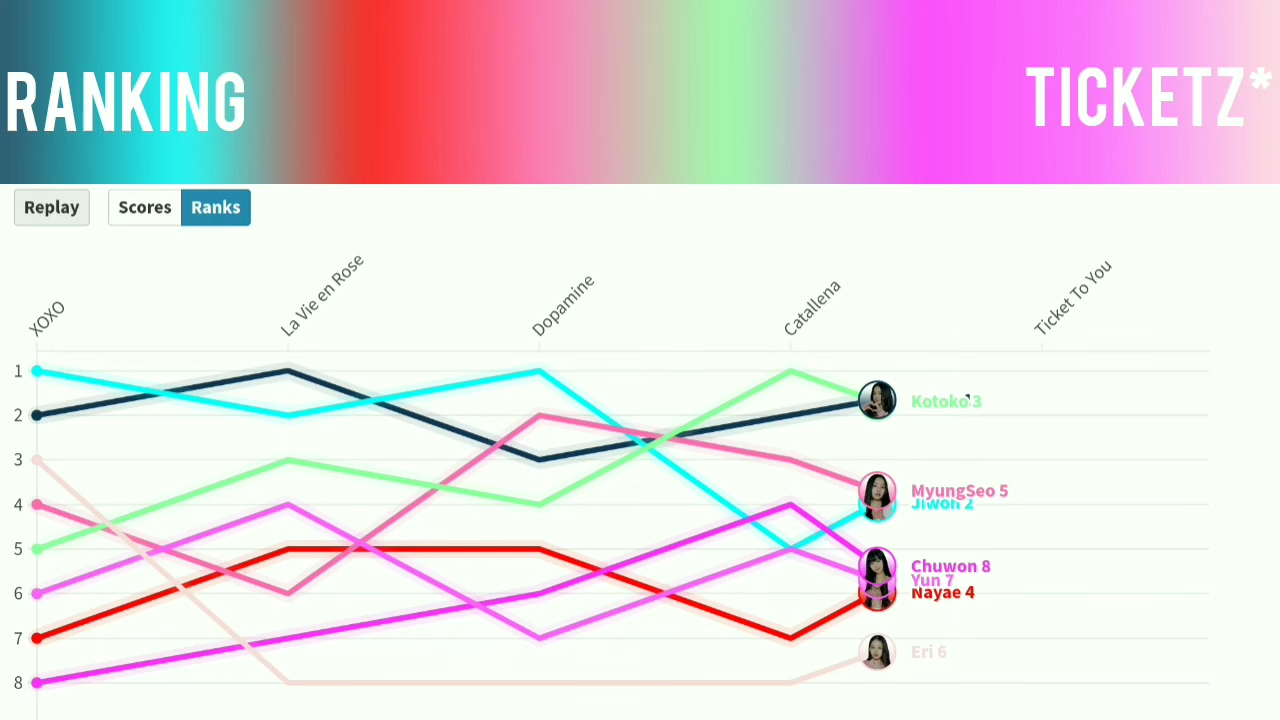 RANKING
TICKETZ*
Replay
Scores
Ranks
XOXO
La Vie en Rose
Dopamine
Catallena
Ticket To You
1
2
3
4
5
6
7
8
Kotoko 3
MyungSeo 5
Jiwon 2
Chuwon 8
Yun 7
Nayae 4
Eri 6